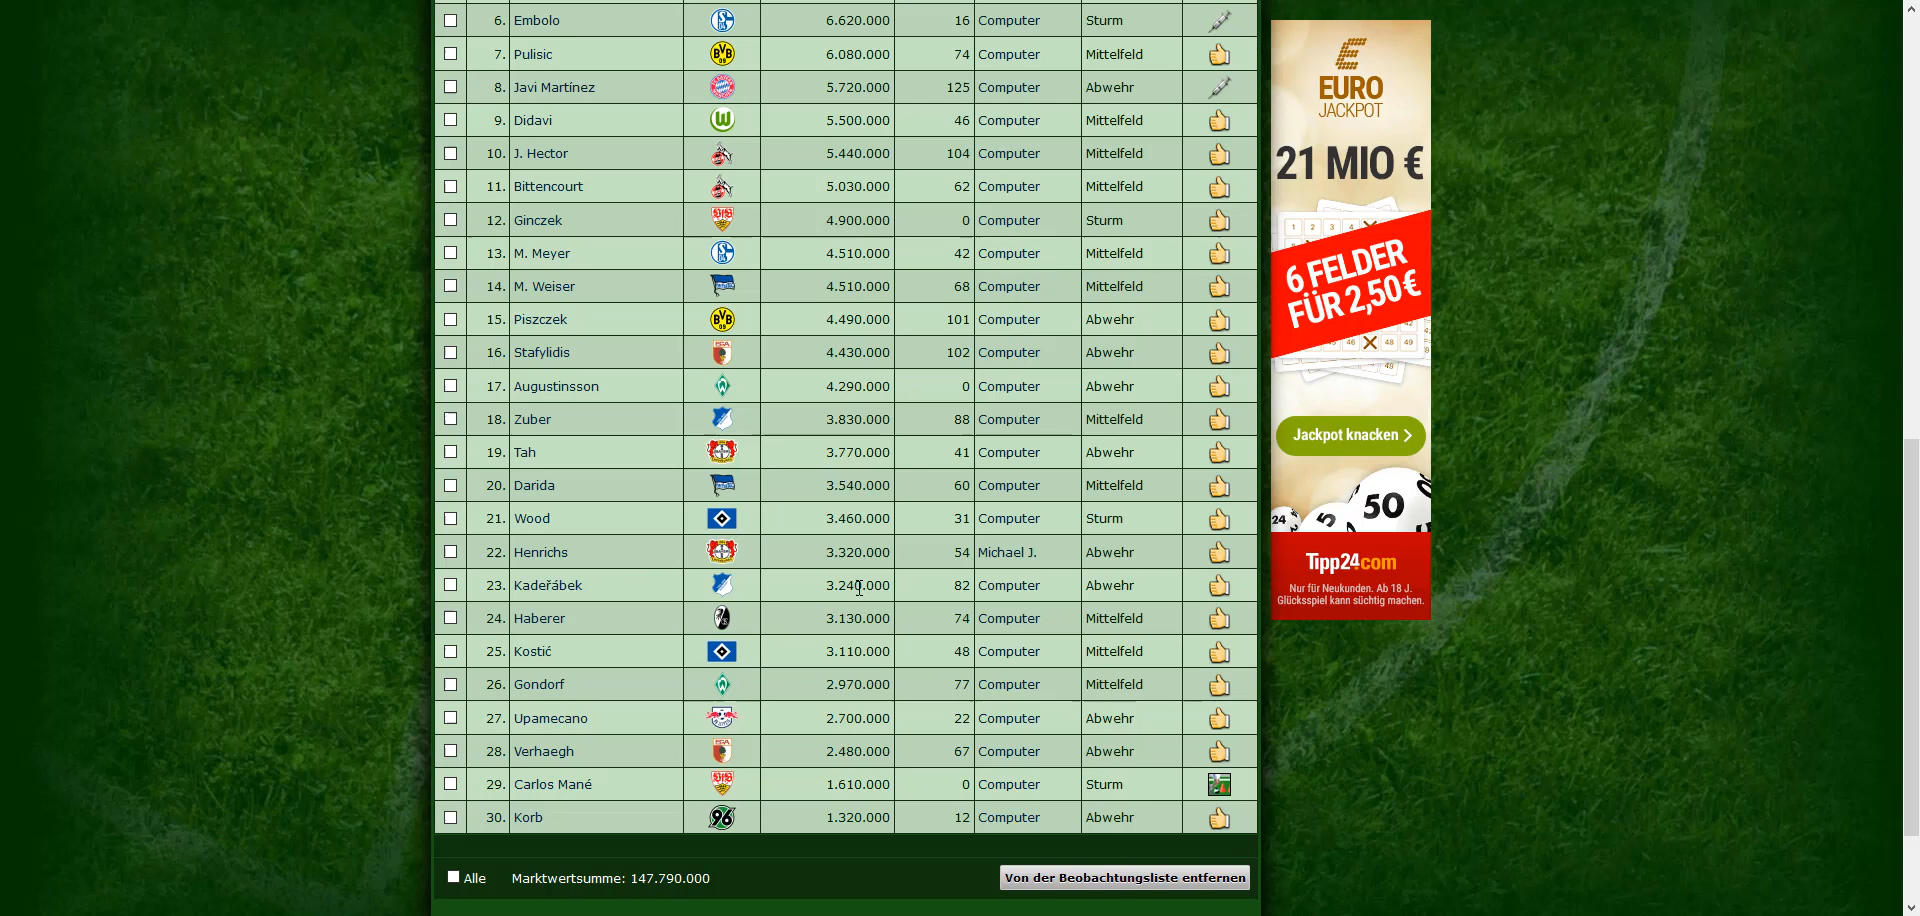 6. Embolo 6.620.000 16 Computer Sturm
7. Pulisic 6.080.000 74 Computer Mittelfeld
8. Javi Martínez 5.720.000 125 Computer Abwehr
9. Didavi 5.500.000 46 Computer Mittelfeld
10. J. Hector 5.440.000 104 Computer Mittelfeld
11. Bittencourt 5.030.000 62 Computer Mittelfeld
12. Ginczek 4.900.000 0 Computer Sturm
13. M. Meyer 4.510.000 42 Computer Mittelfeld
14. M. Weiser 4.510.000 68 Computer Mittelfeld
15. Piszczek 4.490.000 101 Computer Abwehr
16. Stafylidis 4.430.000 102 Computer Abwehr
17. Augustinsson 4.290.000 0 Computer Abwehr
18. Zuber 3.830.000 88 Computer Mittelfeld
19. Tah 3.770.000 41 Computer Abwehr
20. Darida 3.540.000 60 Computer Mittelfeld
21. Wood 3.460.000 31 Computer Sturm
22. Henrichs 3.320.000 54 Michael J. Abwehr
23. Kadeřábek 3.240.000 82 Computer Abwehr
24. Haberer 3.130.000 74 Computer Mittelfeld
25. Kostić 3.110.000 48 Computer Mittelfeld
26. Gondorf 2.970.000 77 Computer Mittelfeld
27. Upamecano 2.700.000 22 Computer Abwehr
28. Verhaegh 2.480.000 67 Computer Abwehr
29. Carlos Mané 1.610.000 0 Computer Sturm
30. Korb 1.320.000 12 Computer Abwehr
Alle Marktwertsumme: 147.790.000 Von der Beobachtungsliste entfernen
EURO
JACKPOT
21 MIO €
1 2 3 4
6 FELDER
FÜR 2,50€
46 48 49
49
Jackpot knacken
24 5 50
Tipp24.com
Nur für Neukunden. Ab 18 J.
Glücksspiel kann süchtig machen.